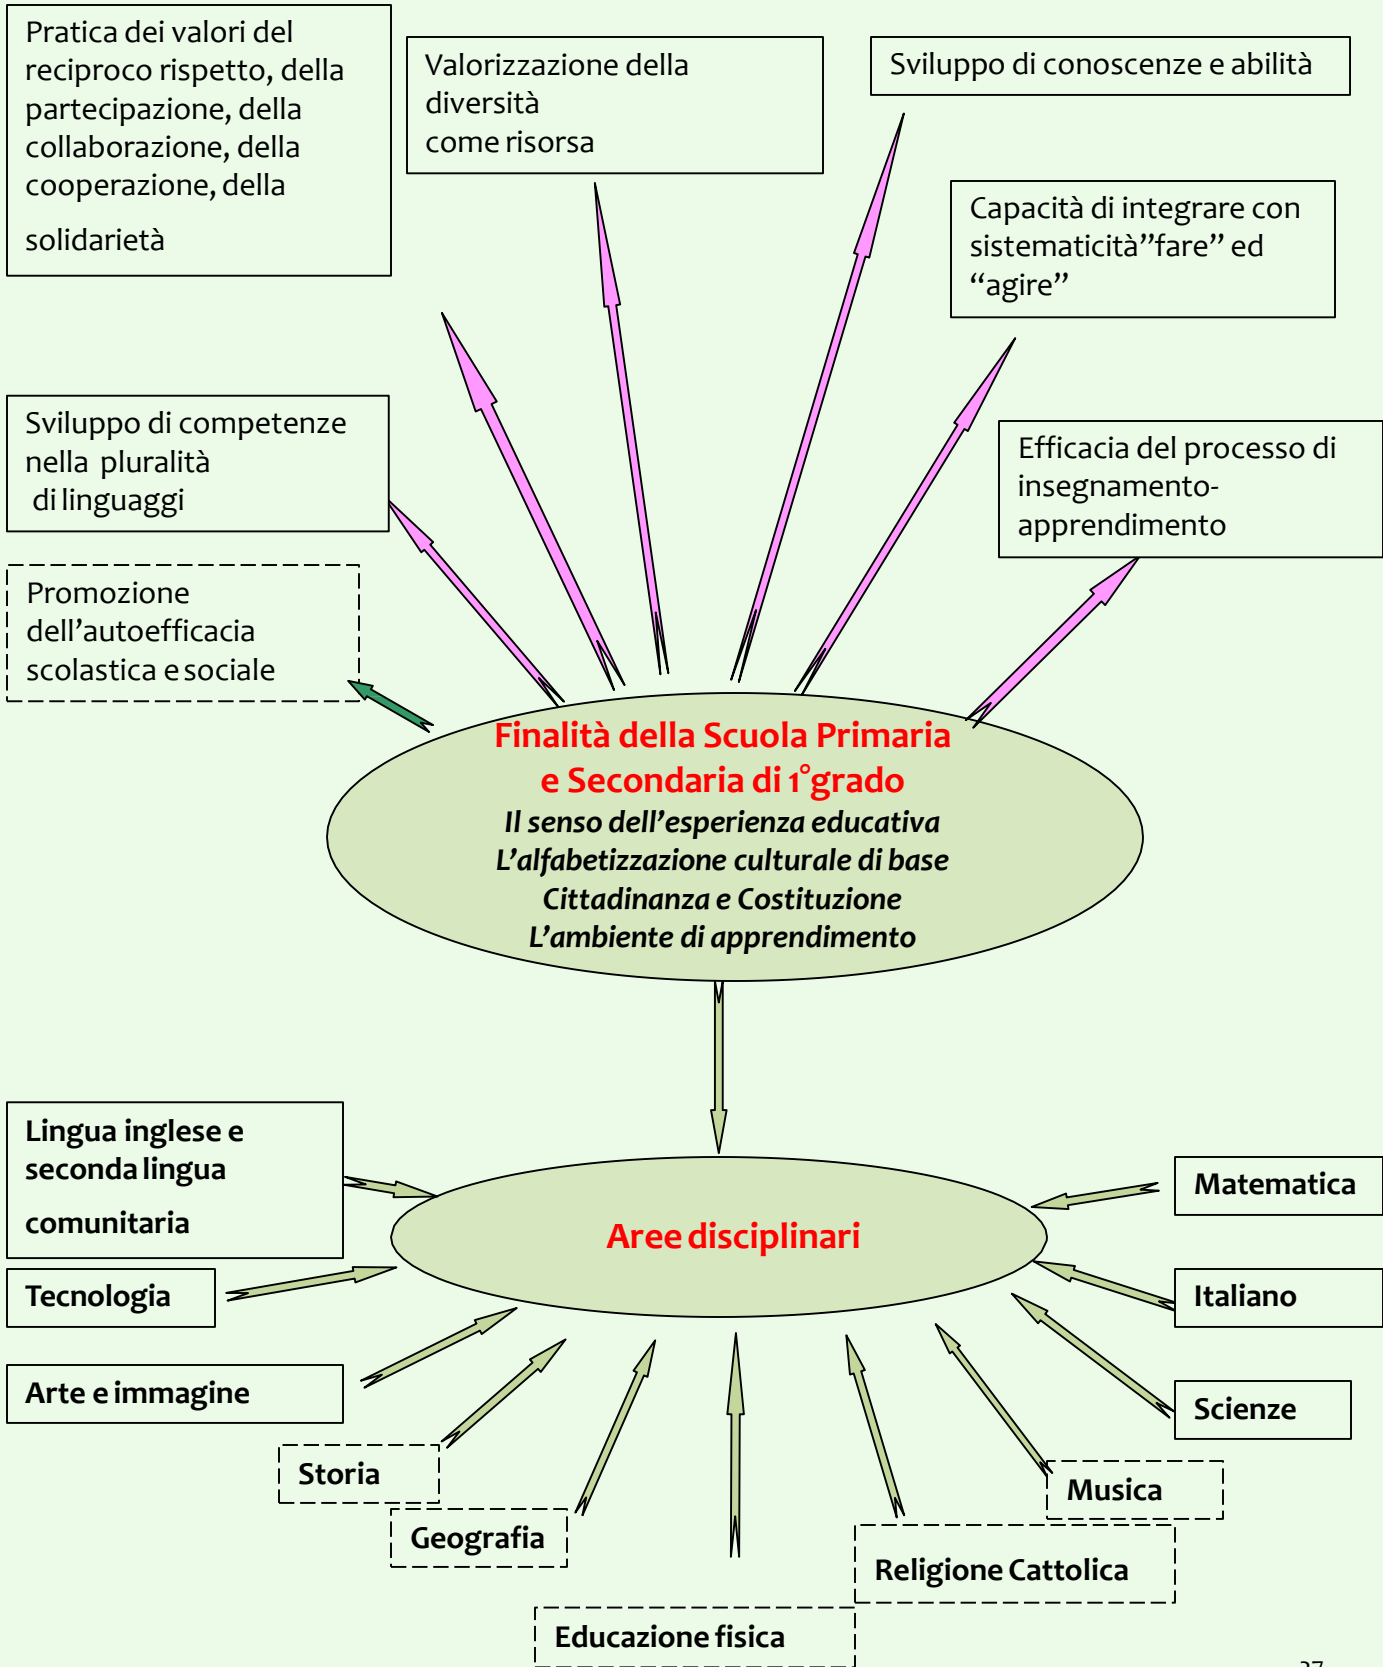 Pratica dei valori del
reciproco rispetto, della
partecipazione, della
collaborazione, della
cooperazione, della
solidarietà
Valorizzazione della
diversità
come risorsa
Sviluppo di conoscenze e abilità
Capacità di integrare con
sistematicità”fare” ed
“agire”
Sviluppo di competenze
nella pluralità
di linguaggi
Efficacia del processo di
insegnamento-
apprendimento
Promozione
dell’autoefficacia
scolastica e sociale
Finalità della Scuola Primaria
e Secondaria di 1°grado
Il senso dell’esperienza educativa
L’alfabetizzazione culturale di base
Cittadinanza e Costituzione
L’ambiente di apprendimento
Lingua inglese e
seconda lingua
comunitaria
Matematica
Aree disciplinari
Tecnologia
Italiano
Arte e immagine
Scienze
Storia
Musica
Geografia
Religione Cattolica
Educazione fisica